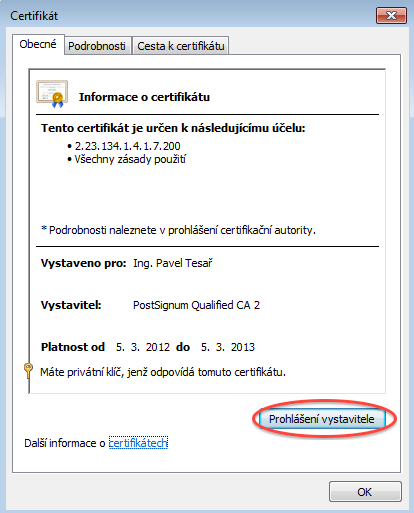 Certifikát
Obecné Podrobnosti Cesta k certifikátu
Informace o certifikátu
Tento certifikát je určen k následujícímu účelu:
• 2.23.134.1.4.1.7.200
• Všechny zásady použití
* Podrobnosti naleznete v prohlášení certifikační autority.
Vystaveno pro: Ing. Pavel Tesař
Vystavitel: PostSignum Qualified CA 2
Platnost od 5. 3. 2012 do 5. 3. 2013
Máte privátní klíč, jenž odpovídá tomuto certifikátu.
Prohlášení vystavitele
Další informace o certifikátech
OK